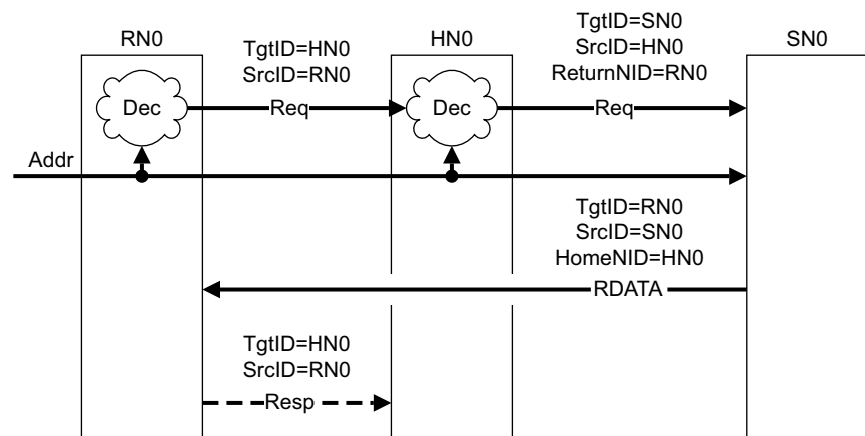 RN0
HN0
SN0
TgtID=HN0
SrcID=RN0
TgtID=SN0
SrcID=HN0
ReturnNID=RN0
Dec
Req
Dec
Req
Addr
TgtID=RN0
SrcID=SN0
HomeNID=HN0
RDATA
TgtID=HN0
SrcID=RN0
Resp